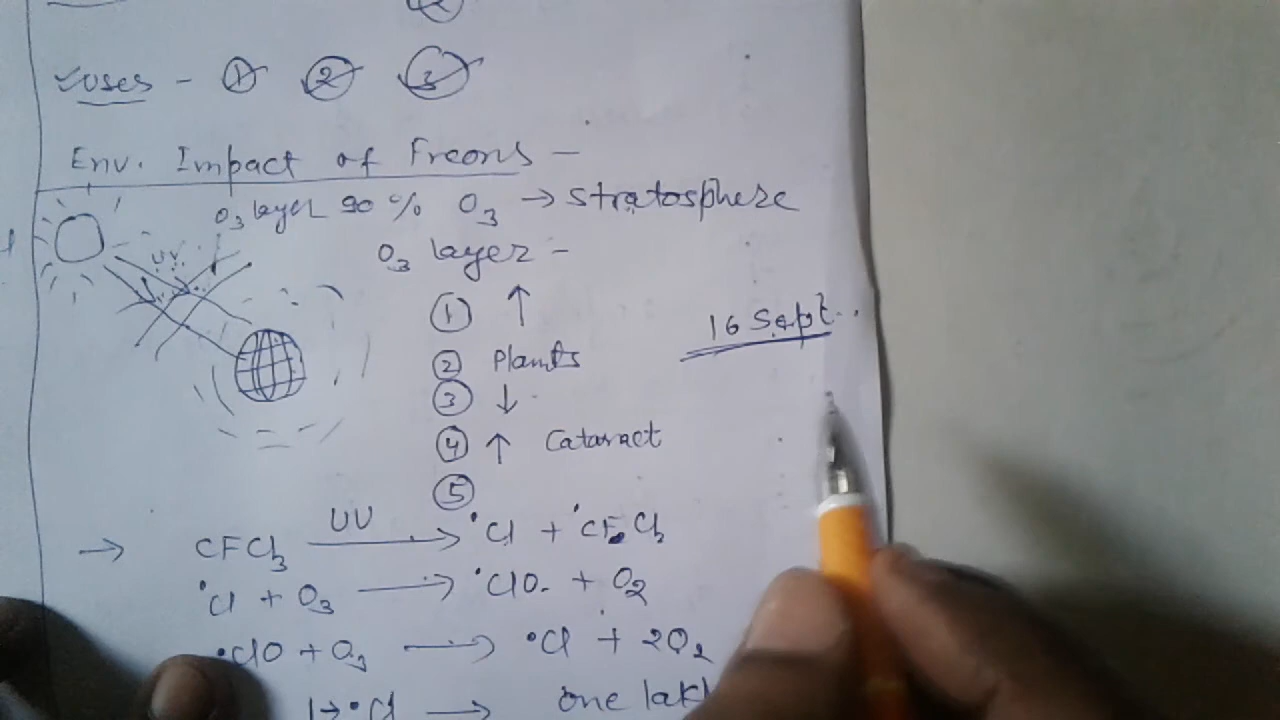 ✓uses - ① ② ③
Env. Impact of Freons -
O3 layer 90 % O3 → stratosphere
UV
O3 layer -
① ↑
16 Sept..
② Plants
③ ↓
④ ↑ Cataract
⑤
→ CFCl3 UV → •Cl + •CFCl2
•Cl + O3 → •ClO + O2
•ClO + O3 → •Cl + 2O2
1→ •Cl → one lakh